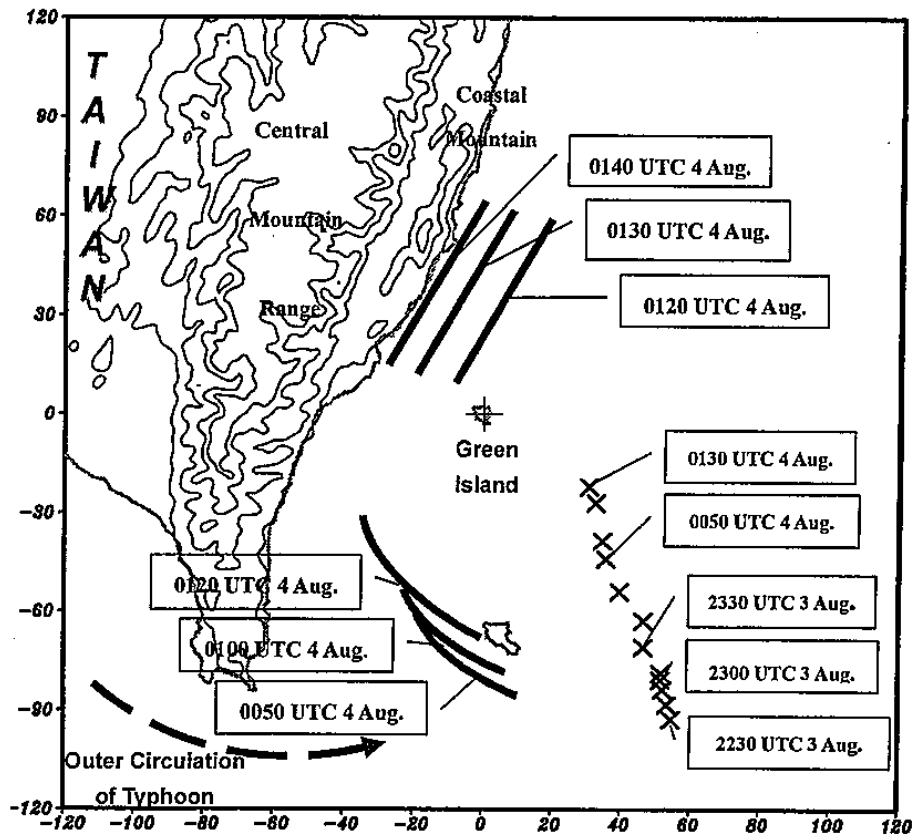 120
90
60
30
0
-30
-60
-90
-120
-120
-100
-80
-60
-40
-20
0
20
40
60
80
100
120
TAIWAN
Central
Mountain
Range
Coastal
Mountain
0140 UTC 4 Aug.
0130 UTC 4 Aug.
0120 UTC 4 Aug.
Green
Island
0130 UTC 4 Aug.
0050 UTC 4 Aug.
2330 UTC 3 Aug.
2300 UTC 3 Aug.
2230 UTC 3 Aug.
0120 UTC 4 Aug.
0100 UTC 4 Aug.
0050 UTC 4 Aug.
Outer Circulation
of Typhoon